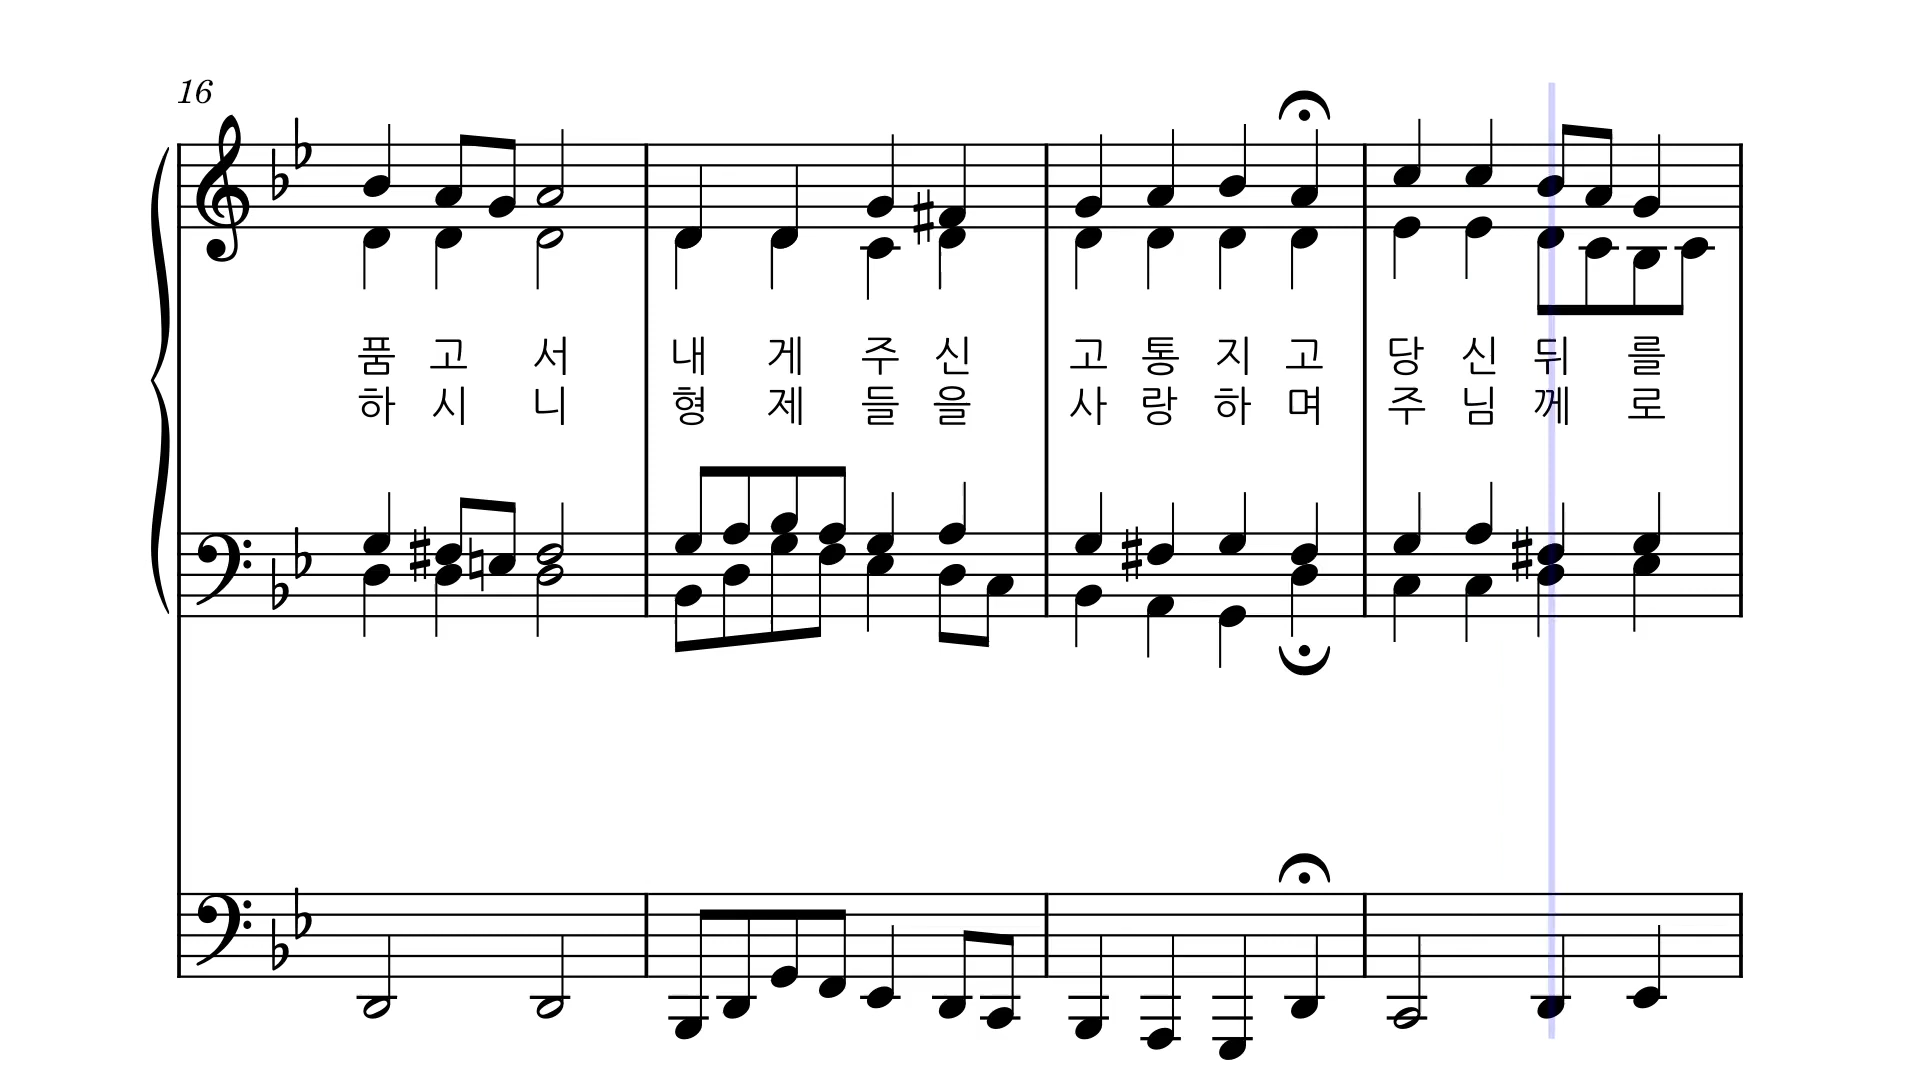 16
품 고 서 내 게 주 신 고 통 지 고 당 신 뒤 를
하 시 니 형 제 들 을 사 랑 하 며 주 님 께 로